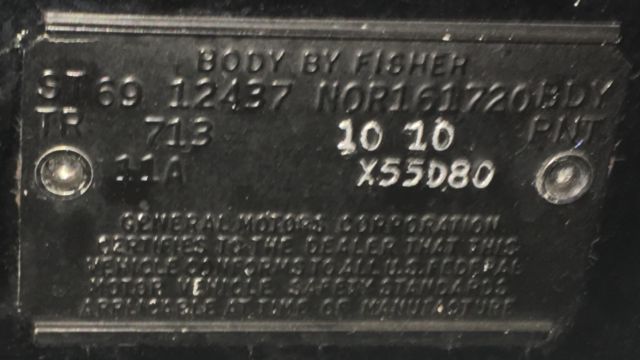 BODY BY FISHER
ST 69 12437 NOR161720 BDY
TR 713 10 10 PNT
11A X55D80
GENERAL MOTORS CORPORATION
CERTIFIES TO THE DEALER THAT THIS
VEHICLE CONFORMS TO ALL U.S. FEDERAL
MOTOR VEHICLE SAFETY STANDARDS
APPLICABLE AT TIME OF MANUFACTURE